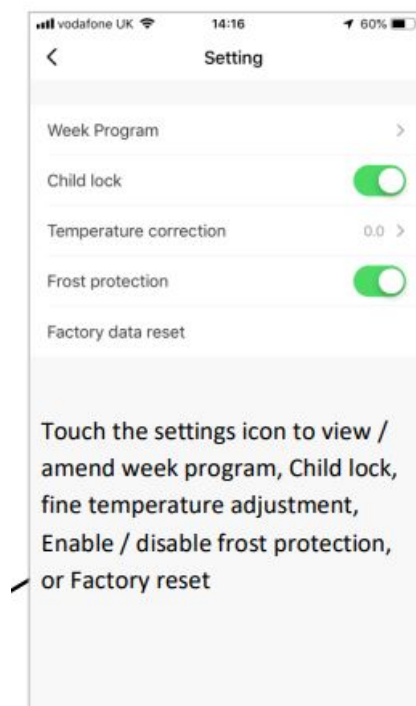 vodafone UK 14:16 60%
Setting
Week Program
Child lock
Temperature correction 0.0
Frost protection
Factory data reset
Touch the settings icon to view /
amend week program, Child lock,
fine temperature adjustment,
Enable / disable frost protection,
or Factory reset